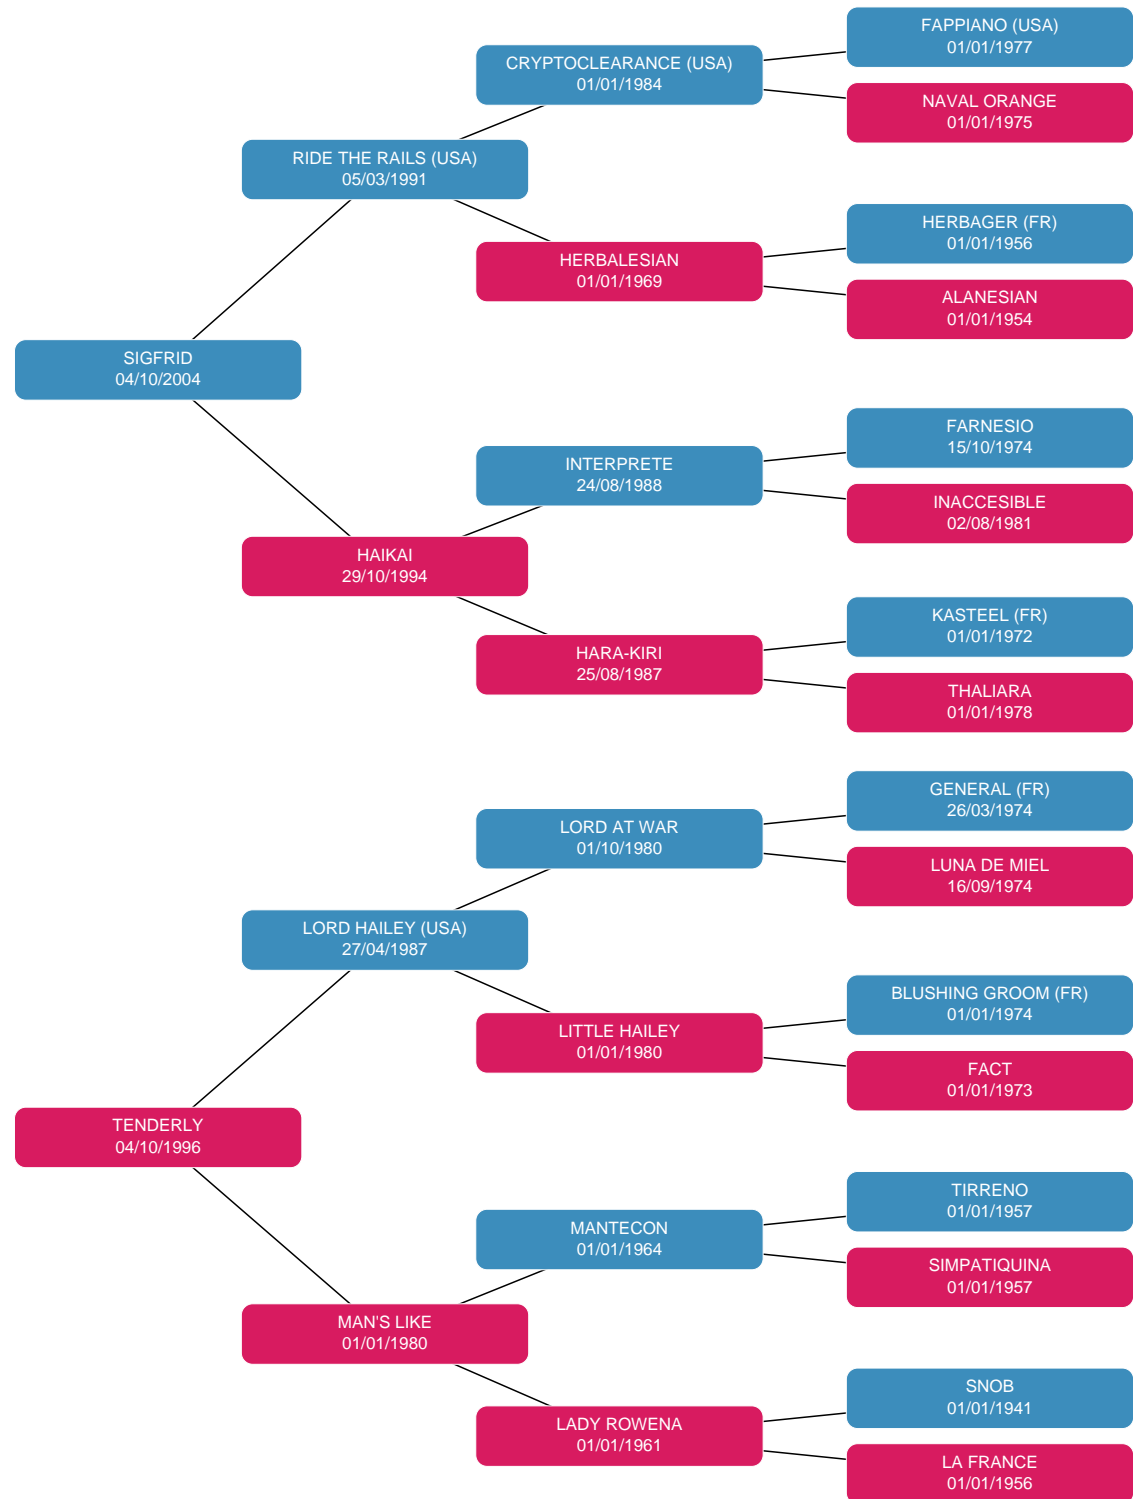 FAPPIANO (USA)
01/01/1977
CRYPTOCLEARANCE (USA)
01/01/1984
NAVAL ORANGE
01/01/1975
RIDE THE RAILS (USA)
05/03/1991
HERBAGER (FR)
01/01/1956
HERBALESIAN
01/01/1969
ALANESIAN
01/01/1954
SIGFRID
04/10/2004
FARNESIO
15/10/1974
INTERPRETE
24/08/1988
INACCESIBLE
02/08/1981
HAIKAI
29/10/1994
KASTEEL (FR)
01/01/1972
HARA-KIRI
25/08/1987
THALIARA
01/01/1978
GENERAL (FR)
26/03/1974
LORD AT WAR
01/10/1980
LUNA DE MIEL
16/09/1974
LORD HAILEY (USA)
27/04/1987
BLUSHING GROOM (FR)
01/01/1974
LITTLE HAILEY
01/01/1980
FACT
01/01/1973
TENDERLY
04/10/1996
TIRRENO
01/01/1957
MANTECON
01/01/1964
SIMPATIQUINA
01/01/1957
MAN'S LIKE
01/01/1980
SNOB
01/01/1941
LADY ROWENA
01/01/1961
LA FRANCE
01/01/1956